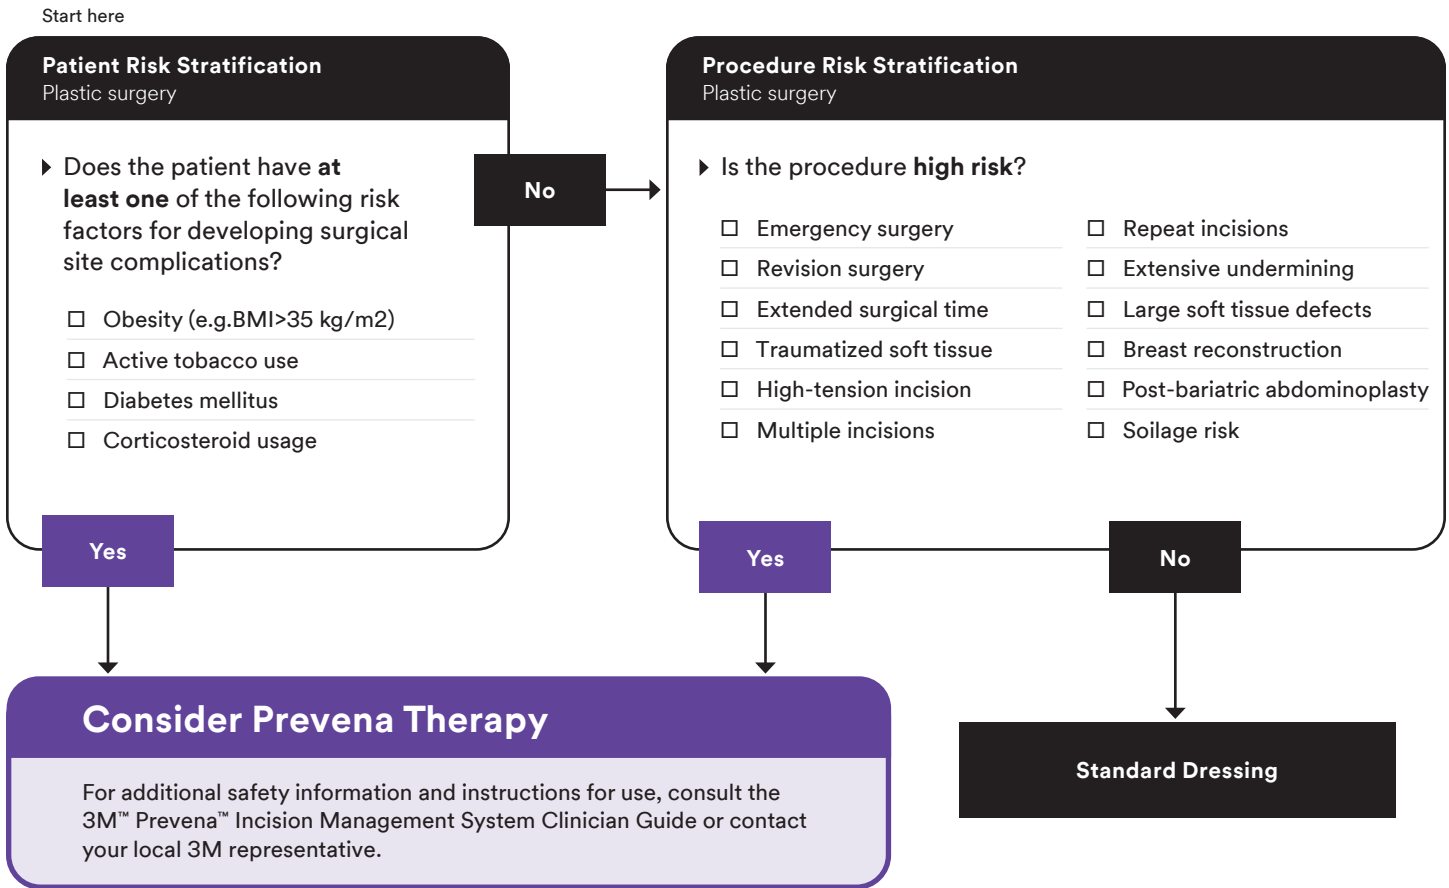 Start here
Patient Risk Stratification
Plastic surgery
Does the patient have at
least one of the following risk
factors for developing surgical
site complications?
Obesity (e.g.BMI>35 kg/m2)
Active tobacco use
Diabetes mellitus
Corticosteroid usage
Yes
No
Procedure Risk Stratification
Plastic surgery
Is the procedure high risk?
Emergency surgery
Revision surgery
Extended surgical time
Traumatized soft tissue
High-tension incision
Multiple incisions
Repeat incisions
Extensive undermining
Large soft tissue defects
Breast reconstruction
Post-bariatric abdominoplasty
Soilage risk
Yes
No
Consider Prevena Therapy
For additional safety information and instructions for use, consult the
3M™ Prevena™ Incision Management System Clinician Guide or contact
your local 3M representative.
Standard Dressing